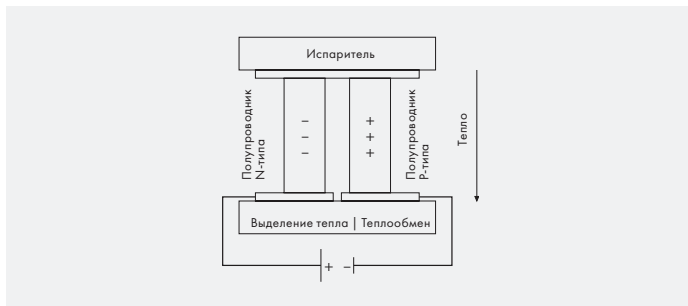 Испаритель
Полупроводник
N-типа
–
–
–
+
+
+
Полупроводник
P-типа
Тепло
Выделение тепла | Теплообмен
+ –